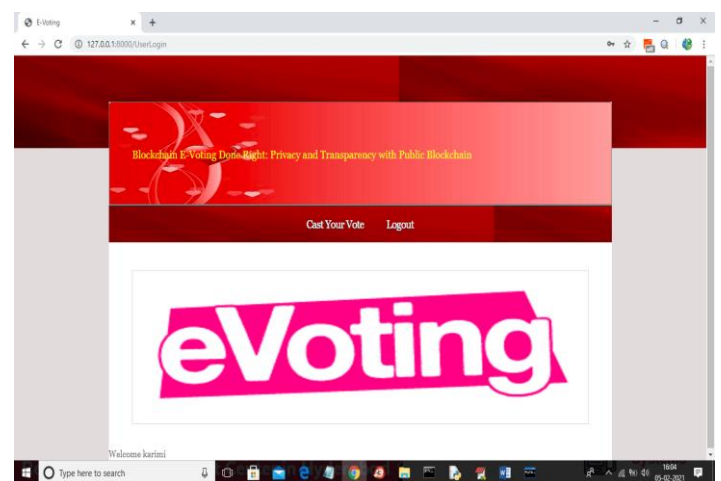 E-Voting
127.0.0.1:8000/UserLogin
Blockchain E-Voting Done Right: Privacy and Transparency with Public Blockchain
Cast Your Vote Logout
eVoting
Welcome karimi
Type here to search
16:04
05-02-2021